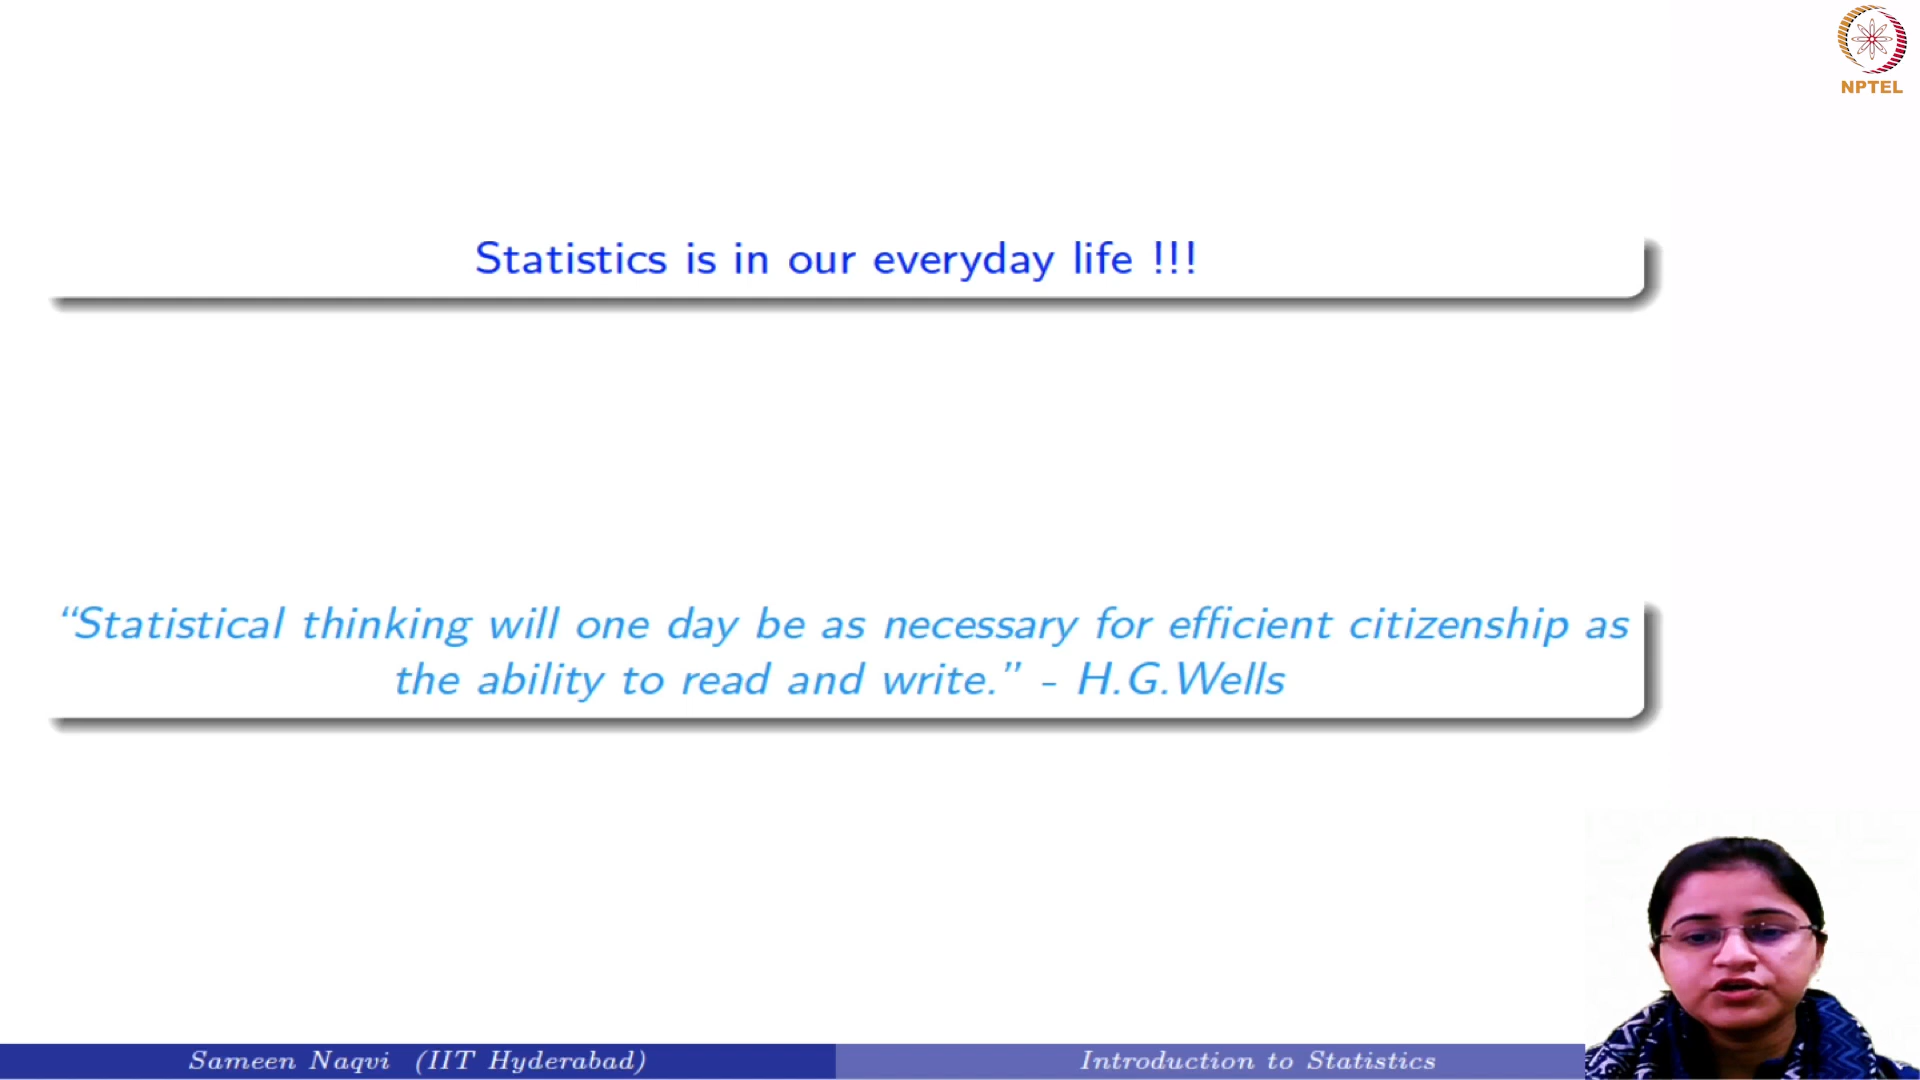 NPTEL
Statistics is in our everyday life !!!
“Statistical thinking will one day be as necessary for efficient citizenship as
the ability to read and write.” - H.G.Wells
Sameen Naqvi (IIT Hyderabad)
Introduction to Statistics